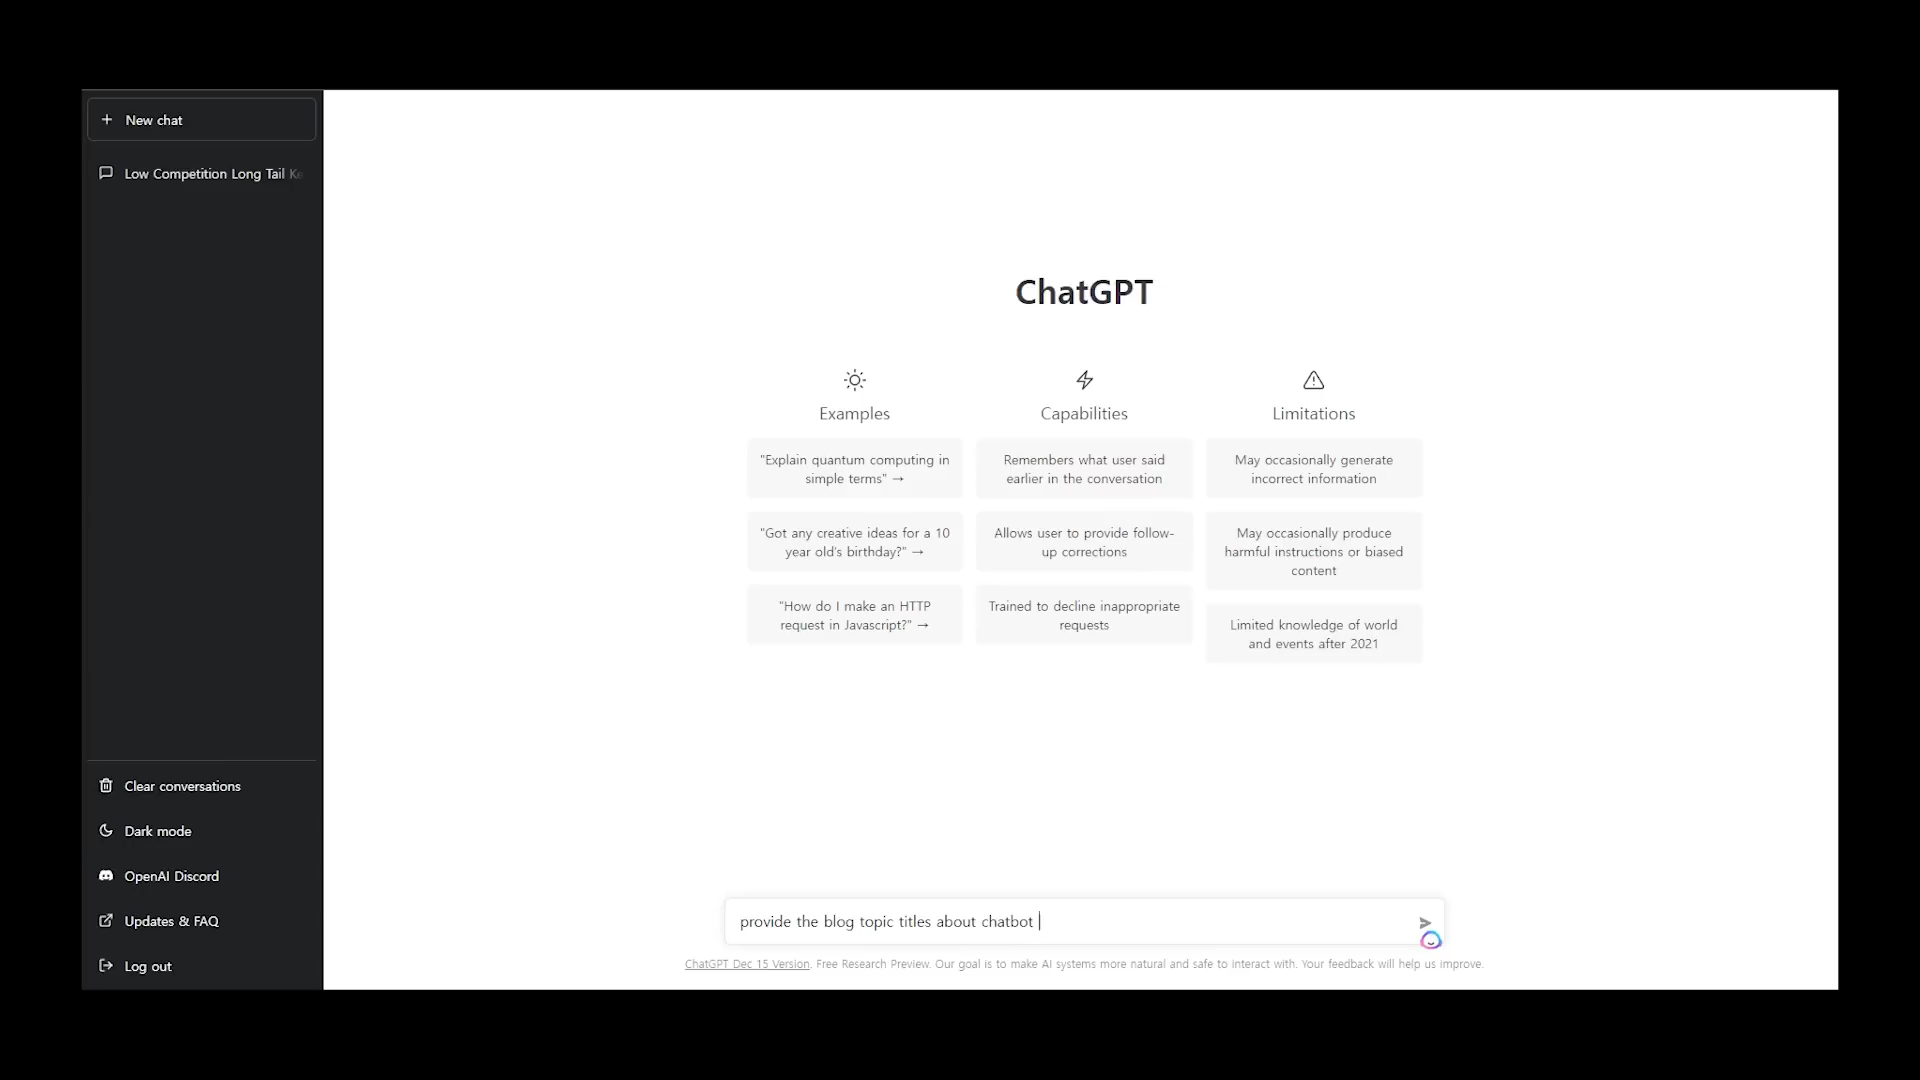 New chat
Low Competition Long Tail
Clear conversations
Dark mode
OpenAI Discord
Updates & FAQ
Log out
ChatGPT
Examples
"Explain quantum computing in
simple terms" →
"Got any creative ideas for a 10
year old's birthday?" →
"How do I make an HTTP
request in Javascript?" →
Capabilities
Remembers what user said
earlier in the conversation
Allows user to provide follow-
up corrections
Trained to decline inappropriate
requests
Limitations
May occasionally generate
incorrect information
May occasionally produce
harmful instructions or biased
content
Limited knowledge of world
and events after 2021
provide the blog topic titles about chatbot
ChatGPT Dec 15 Version. Free Research Preview. Our goal is to make AI systems more natural and safe to interact with. Your feedback will help us improve.